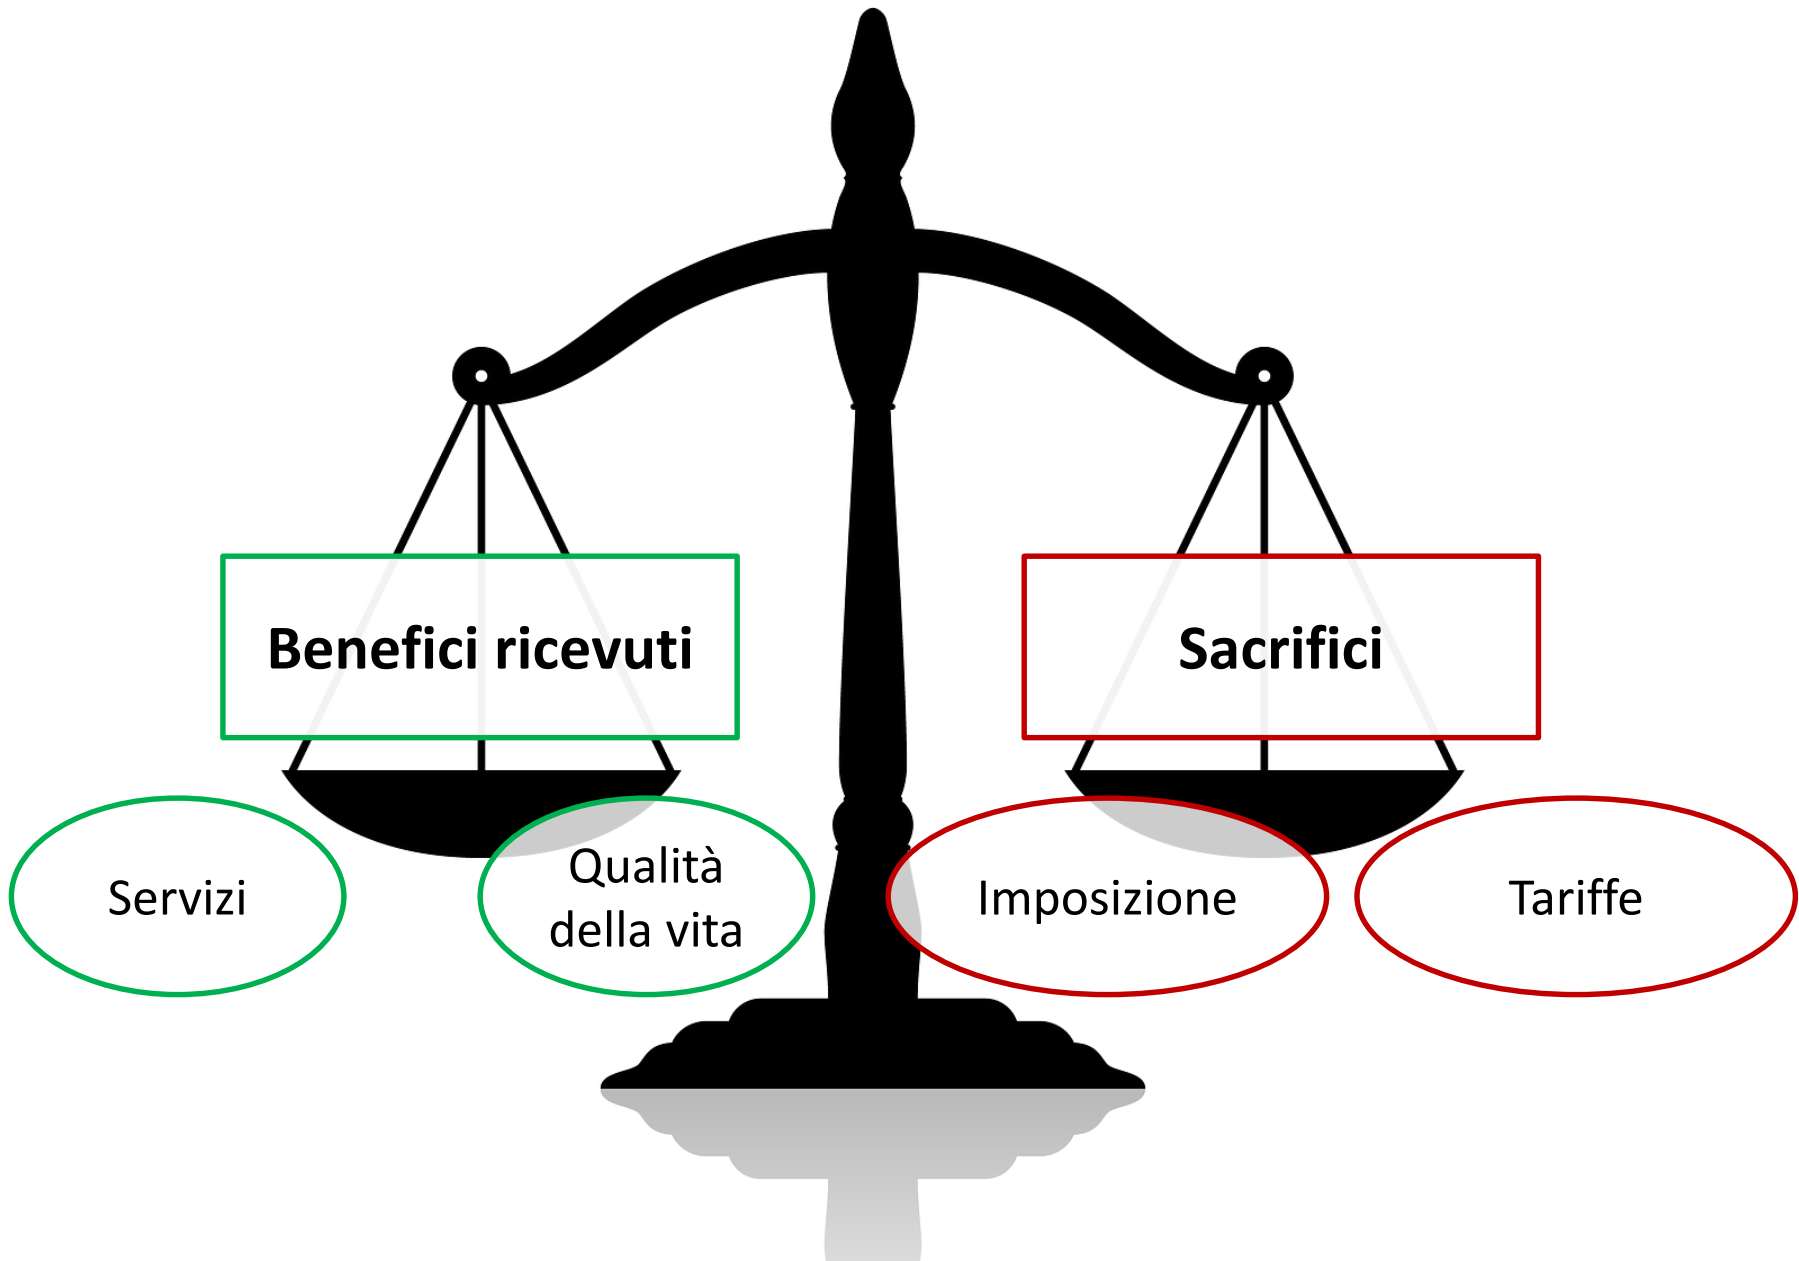 Benefici ricevuti
Sacrifici
Servizi
Qualità
della vita
Imposizione
Tariffe